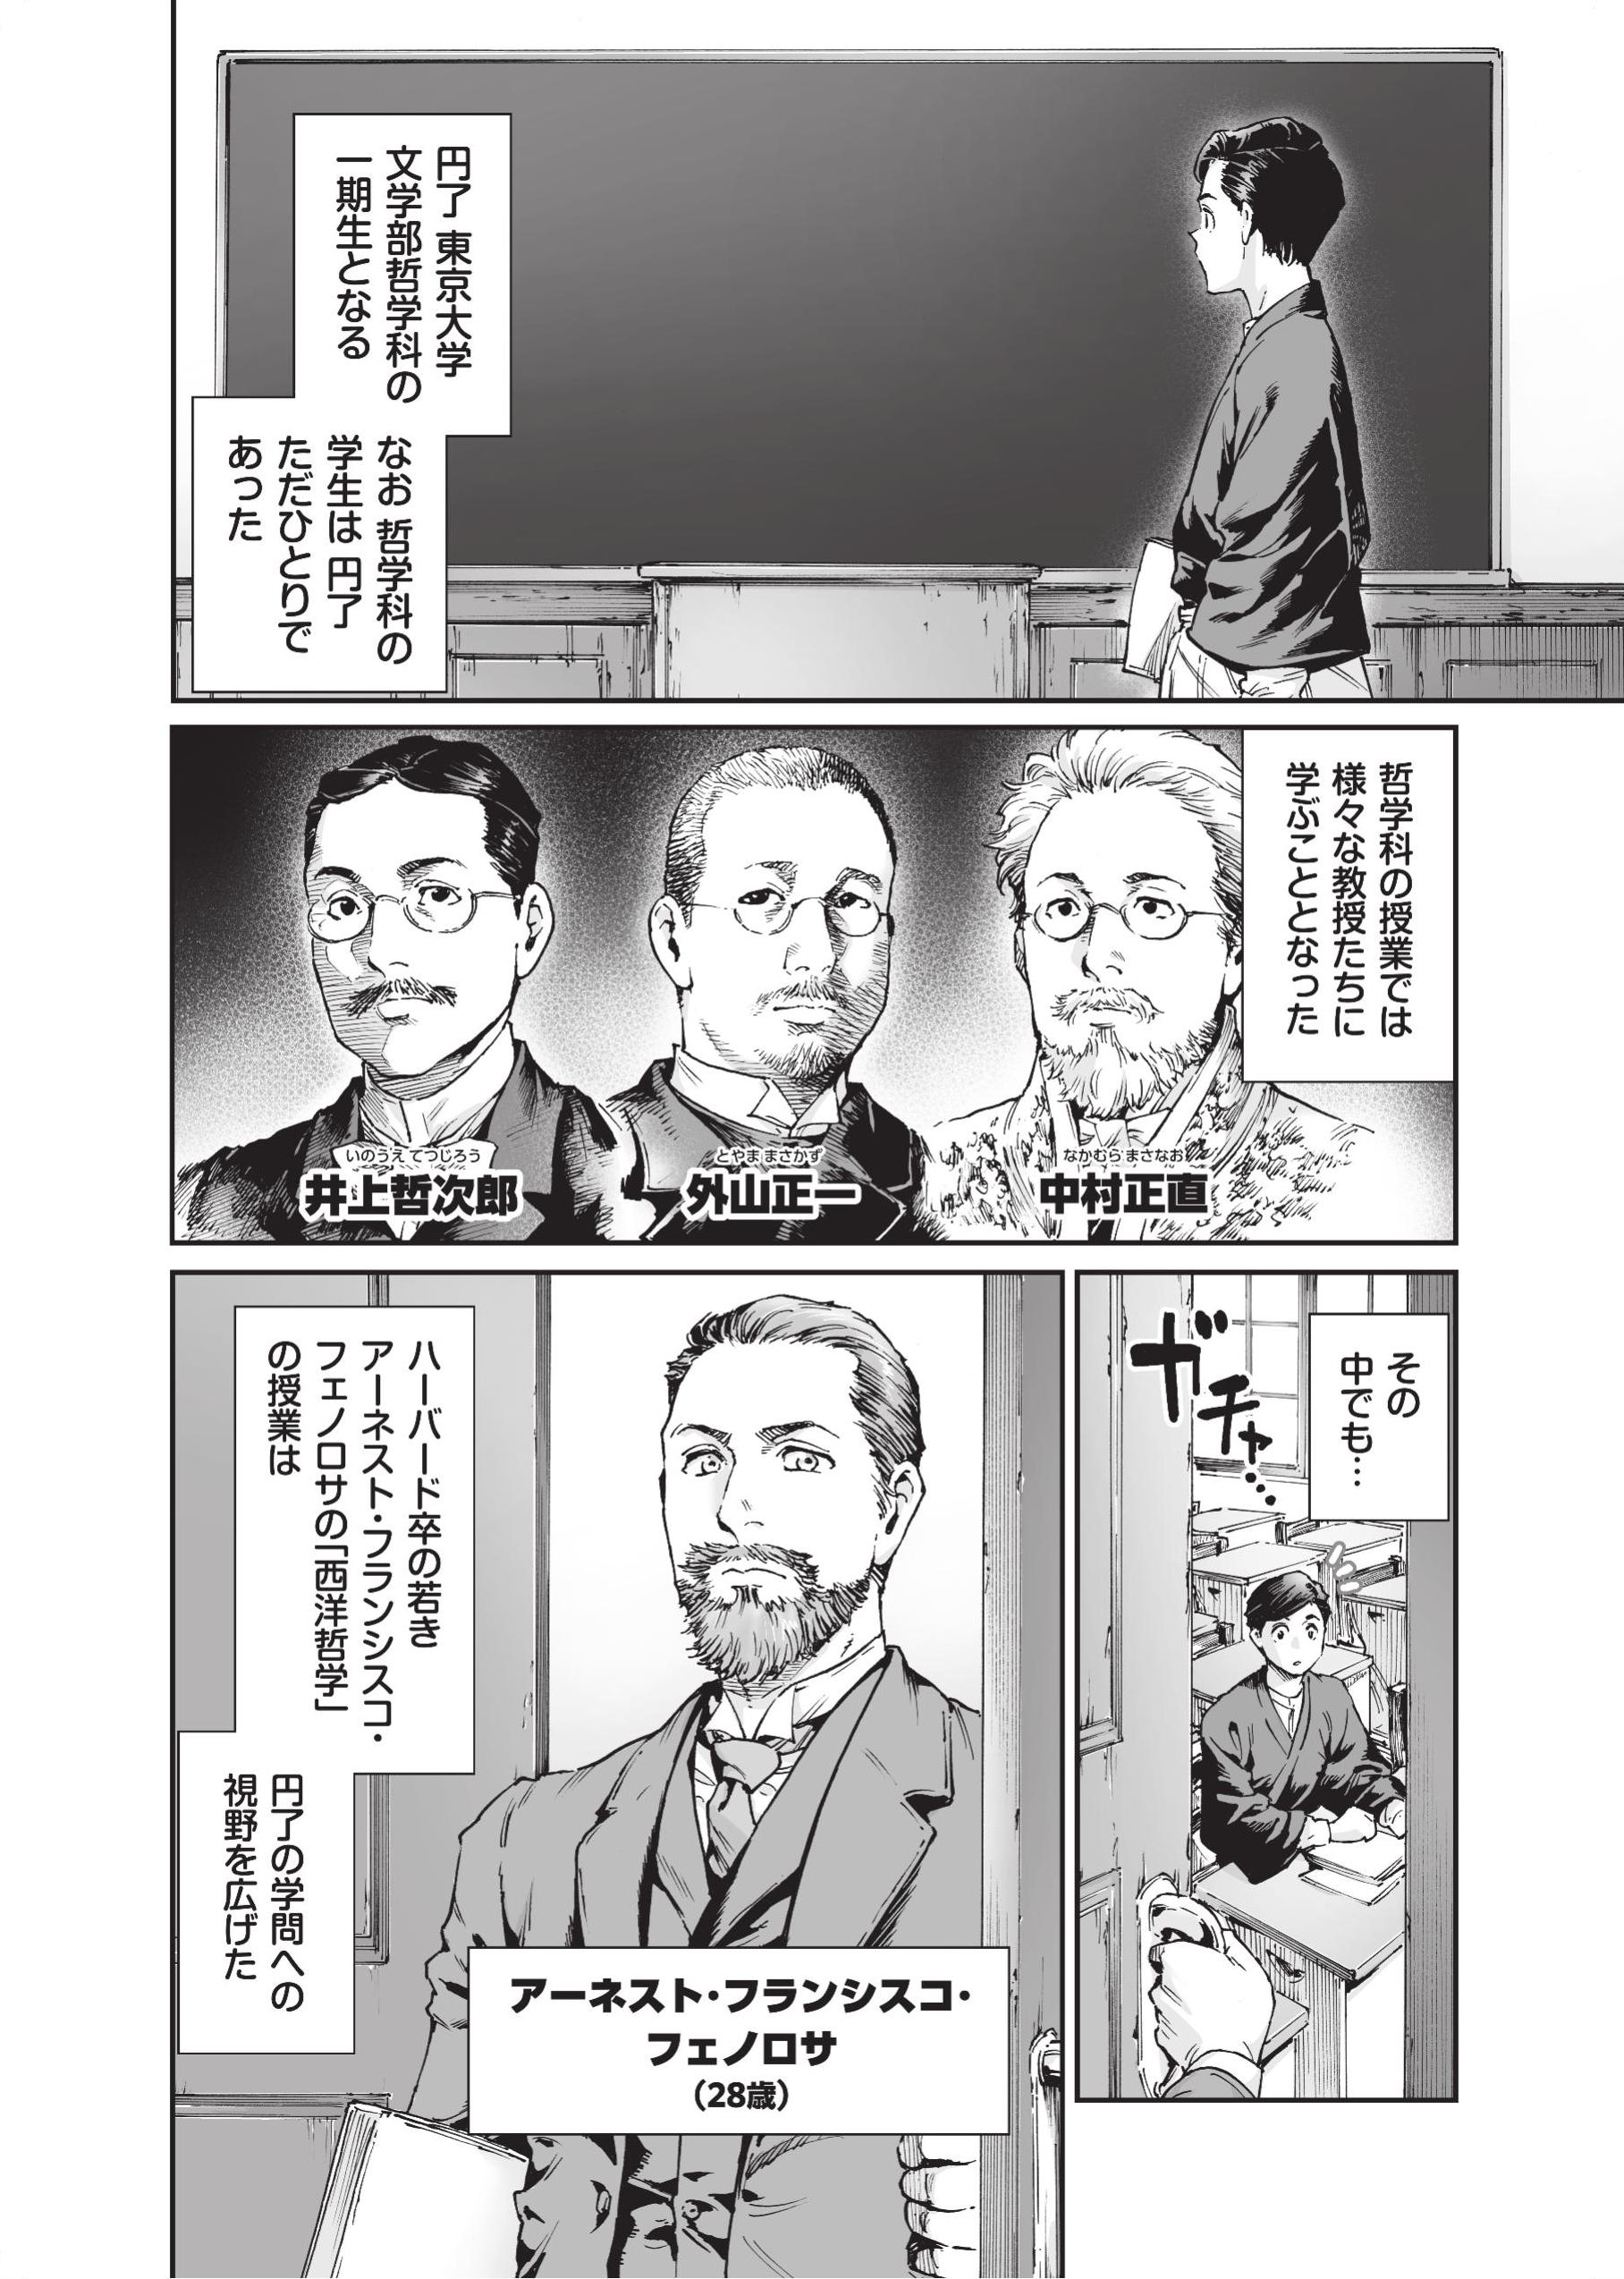 円了 東京大学
文学部哲学科の
一期生となる
なお 哲学科の
学生は 円了
ただひとりで
あった
哲学科の授業では
様々な教授たちに
学ぶこととなった
なかむら まさなお
中村正直
とやま まさかず
外山正一
いのうえ てつじろう
井上哲次郎
その
中でも…
ガチャ…
ハーバード卒の若き
アーネスト・フランシスコ・
フェノロサの「西洋哲学」
の授業は
円了の学問への
視野を広げた
アーネスト・フランシスコ・
フェノロサ
（28歳）